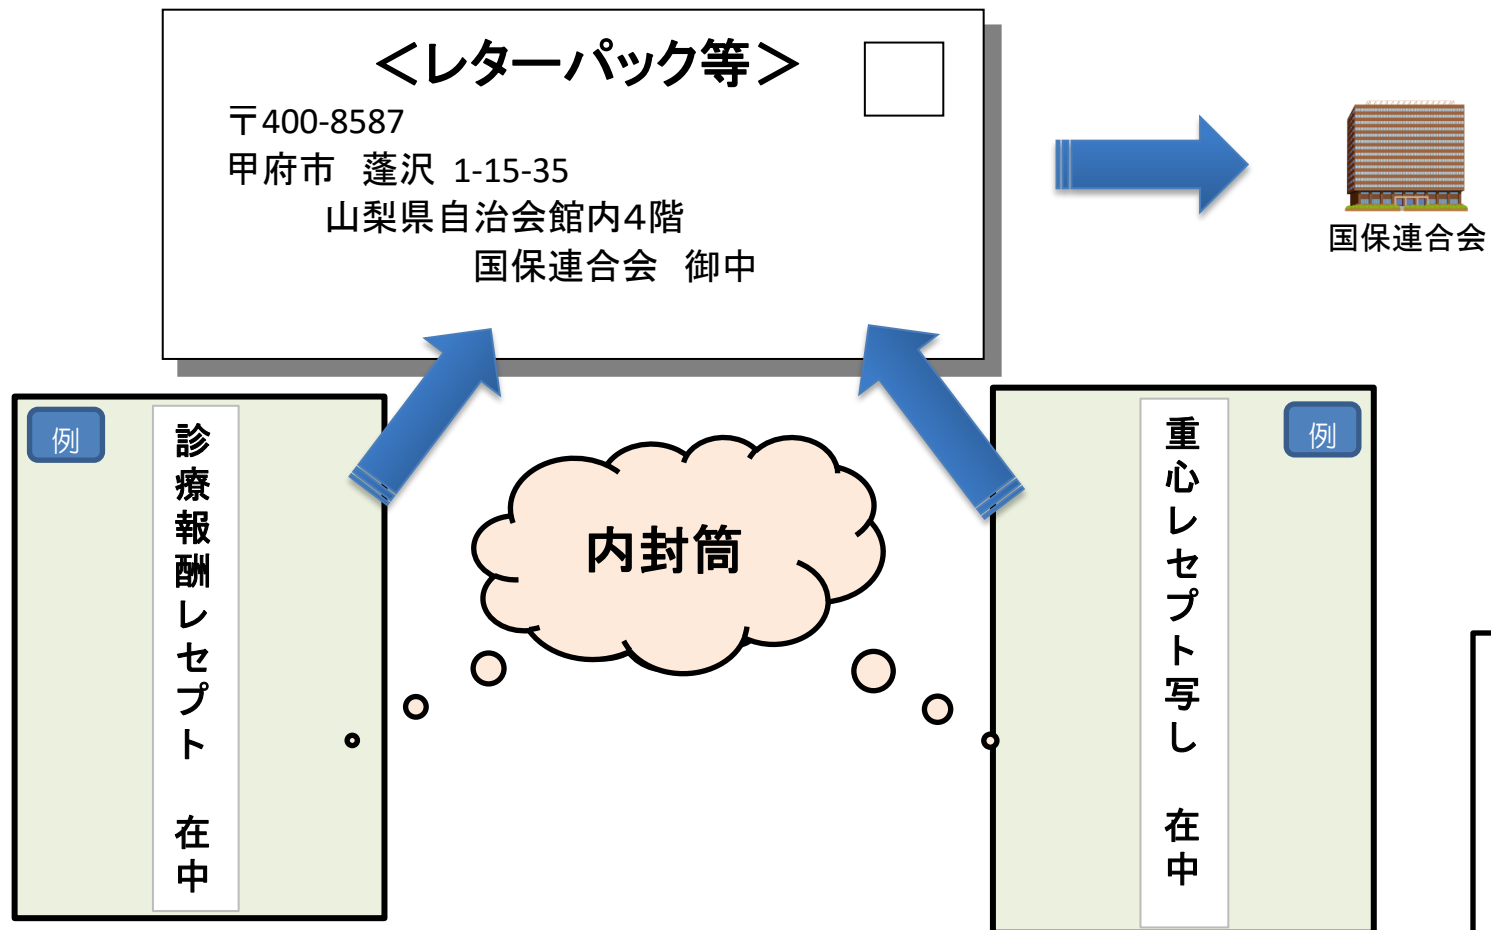 ＜レターパック等＞
〒400-8587
甲府市　蓬沢 1-15-35
山梨県自治会館内４階
国保連合会　御中
国保連合会
例
診療報酬レセプト　在中
内封筒
例
重心レセプト写し　在中